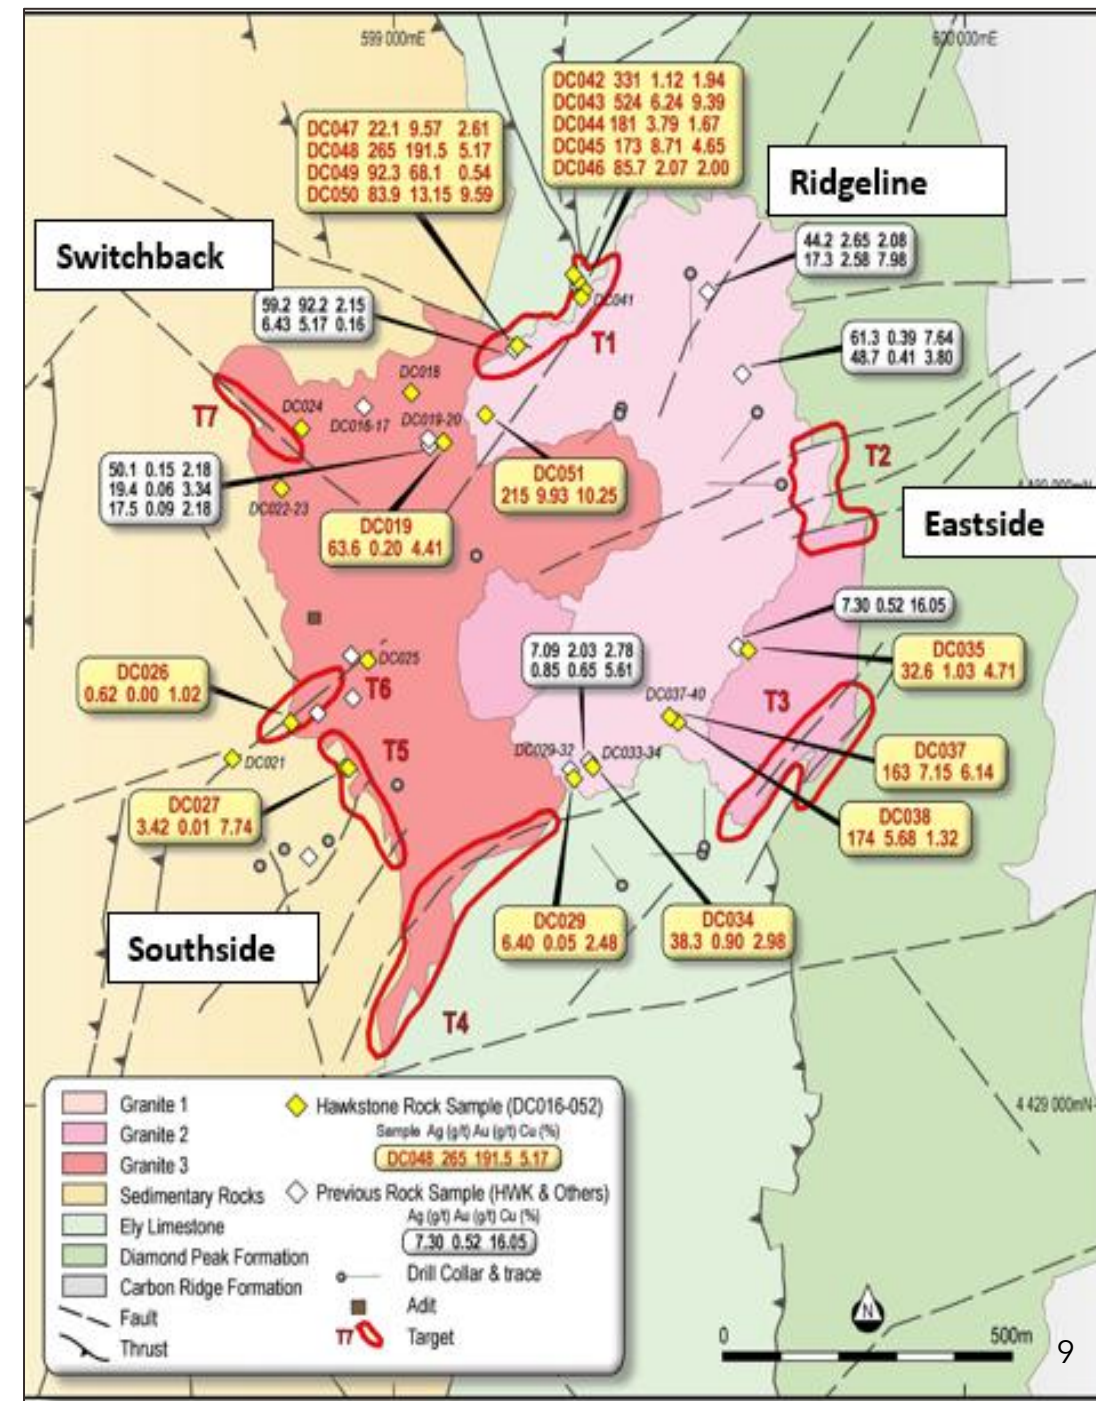 599 000mE
600 000mE
DC042 331 1.12 1.94
DC043 524 6.24 9.39
DC044 181 3.79 1.67
DC045 173 8.71 4.65
DC046 85.7 2.07 2.00
DC047 22.1 9.57 2.61
DC048 265 191.5 5.17
DC049 92.3 68.1 0.54
DC050 83.9 13.15 9.59
Ridgeline
Switchback
44.2 2.65 2.08
17.3 2.58 7.98
59.2 92.2 2.15
6.43 5.17 0.16
DC041
T1
61.3 0.39 7.64
48.7 0.41 3.80
DC018
T7
DC024
DC016-17
DC019-20
T2
50.1 0.15 2.18
19.4 0.06 3.34
17.5 0.09 2.18
DC051
215 9.93 10.25
DC022-23
DC019
63.6 0.20 4.41
Eastside
7.30 0.52 16.05
7.09 2.03 2.78
0.85 0.65 5.61
DC035
32.6 1.03 4.71
DC025
DC026
0.62 0.00 1.02
T6
DC037-40
T3
DC021
T5
DC029-32
DC033-34
DC037
163 7.15 6.14
DC027
3.42 0.01 7.74
DC038
174 5.68 1.32
Southside
DC029
6.40 0.05 2.48
DC034
38.3 0.90 2.98
T4
4 429 000mN
Granite 1
Granite 2
Granite 3
Sedimentary Rocks
Ely Limestone
Diamond Peak Formation
Carbon Ridge Formation
Fault
Thrust
Hawkstone Rock Sample (DC016-052)
Sample Ag (g/t) Au (g/t) Cu (%)
DC048 265 191.5 5.17
Previous Rock Sample (HWK & Others)
Ag (g/t) Au (g/t) Cu (%)
7.30 0.52 16.05
Drill Collar & trace
Adit
T7 Target
N
0 500m
9